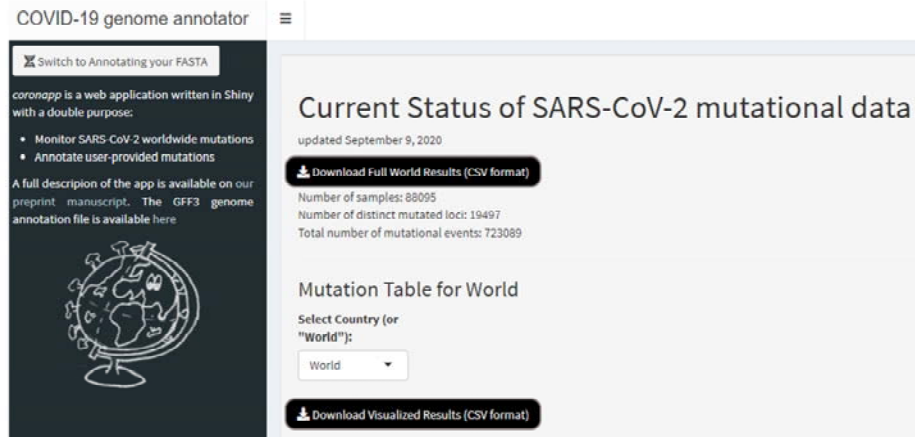 COVID-19 genome annotator
Switch to Annotating your FASTA
coronapp is a web application written in Shiny
with a double purpose:
• Monitor SARS-CoV-2 worldwide mutations
• Annotate user-provided mutations
A full descripion of the app is available on our
preprint manuscript. The GFF3 genome
annotation file is available here
Current Status of SARS-CoV-2 mutational data
updated September 9, 2020
Download Full World Results (CSV format)
Number of samples: 88095
Number of distinct mutated loci: 19497
Total number of mutational events: 723089
Mutation Table for World
Select Country (or
"World"):
World
Download Visualized Results (CSV format)